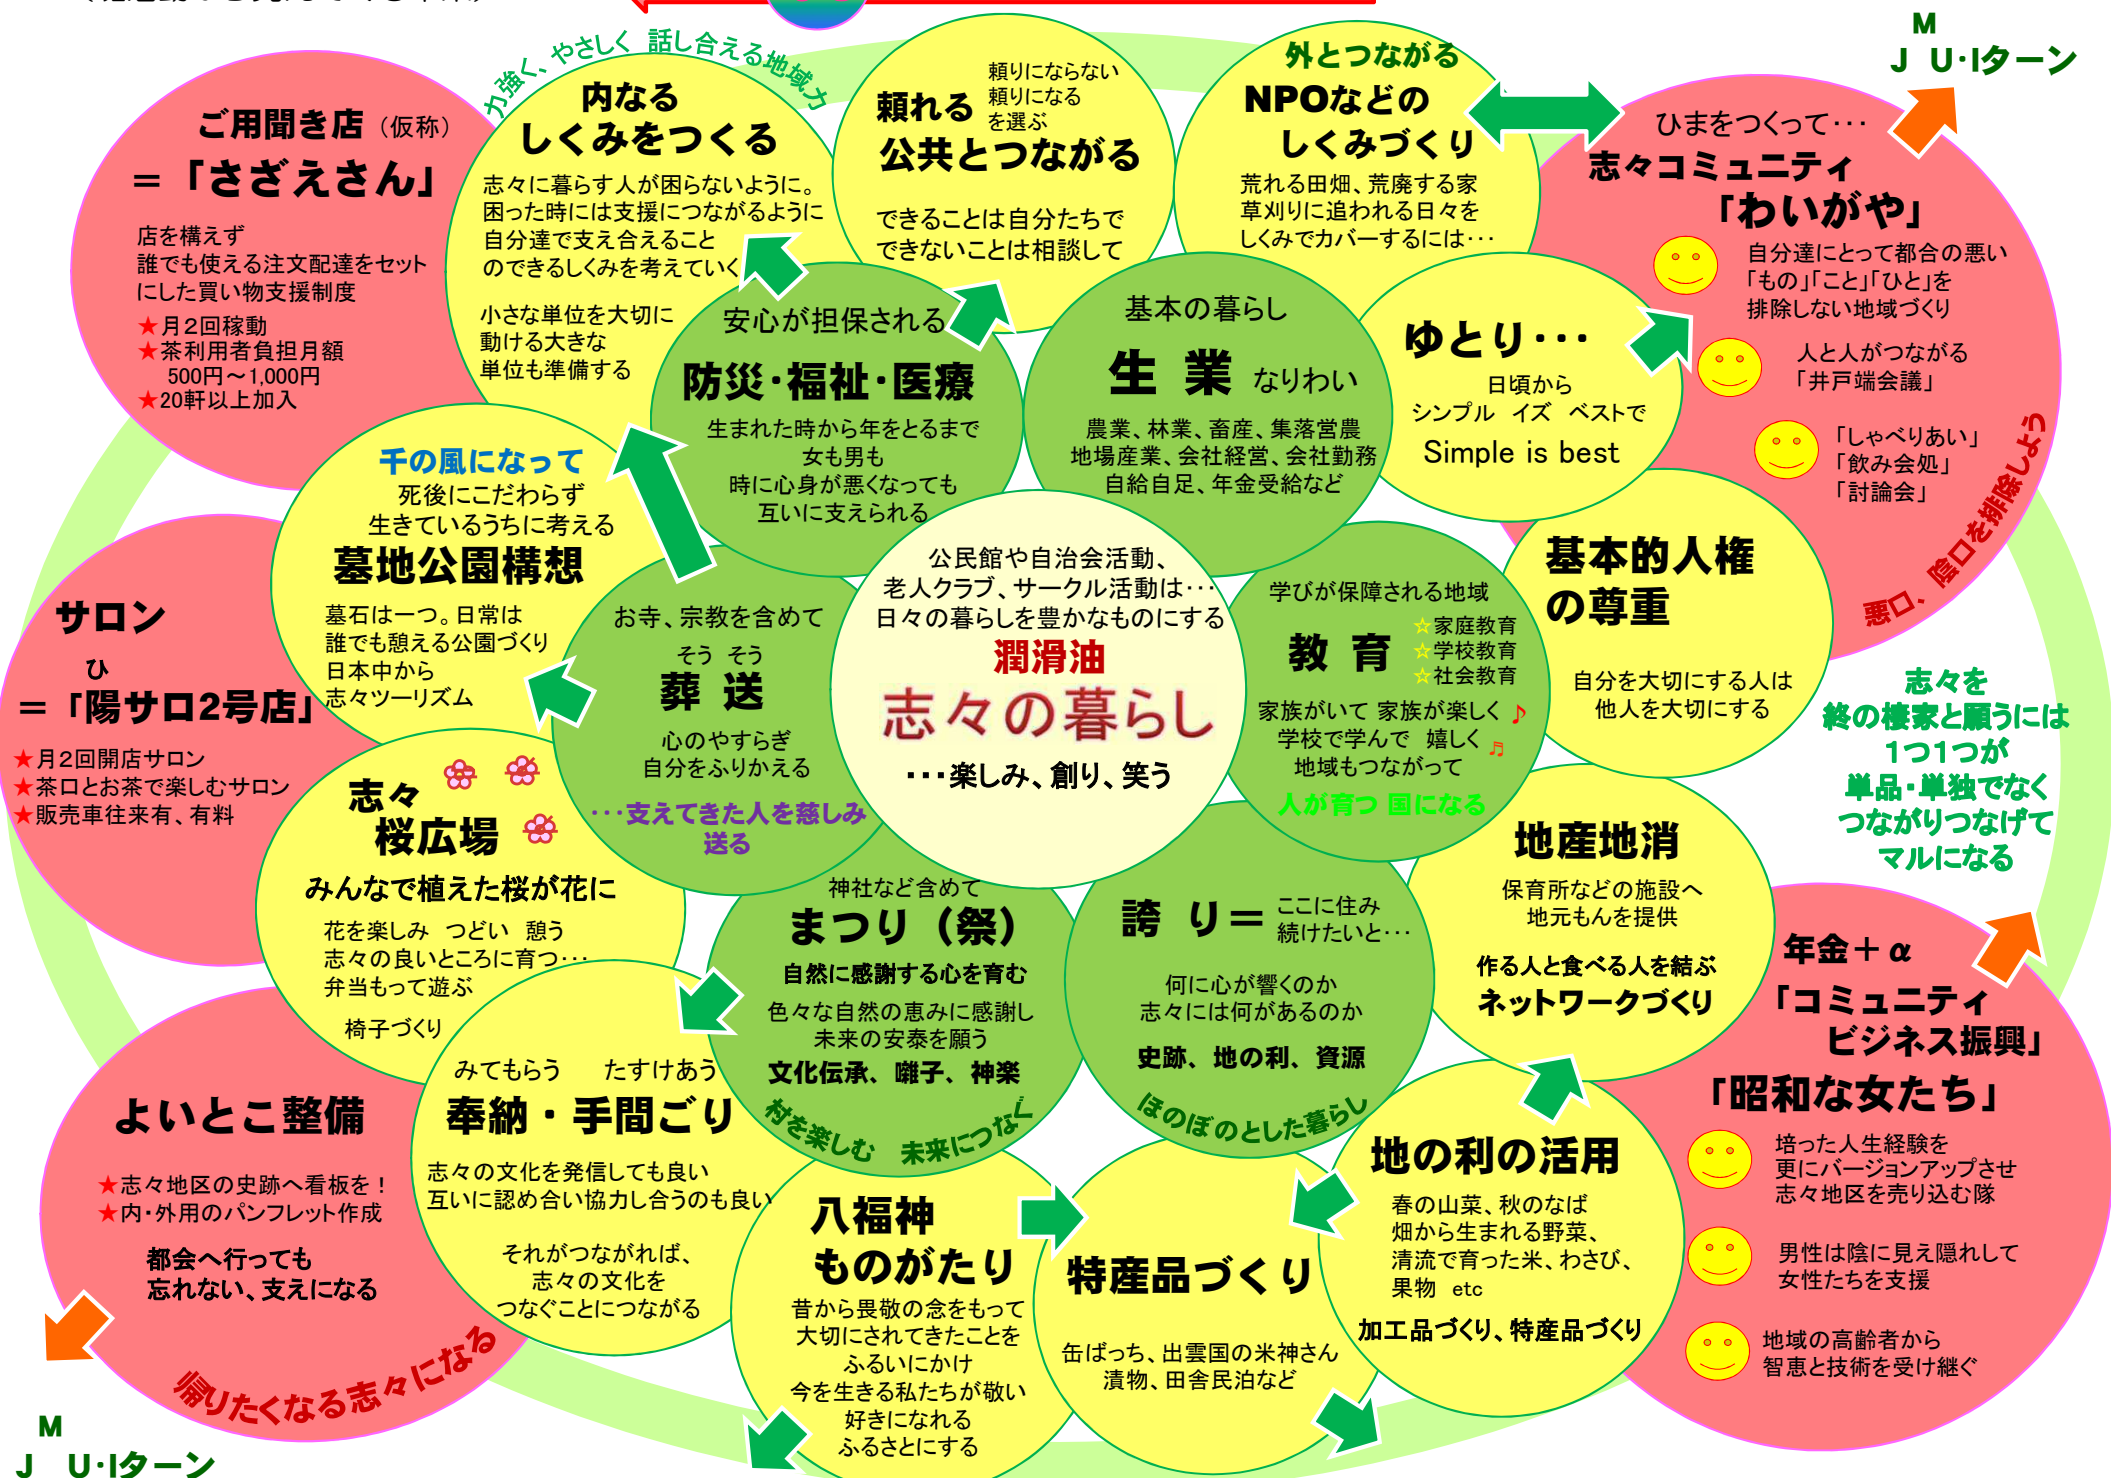 M
J U・Iターン
ご用聞き店（仮称）
＝「さざえさん」
店を構えず
誰でも使える注文配達をセット
にした買い物支援制度
★月2回稼動
★茶利用者負担月額
500円～1,000円
★20軒以上加入
力強く、やさしく 話し合える地域力
内なる
しくみをつくる
志々に暮らす人が困らないように。
困った時には支援につながるように
自分達で支え合えること
のできるしくみを考えていく
小さな単位を大切に
動ける大きな
単位も準備する
頼れる
頼りにならない
頼りになる
を選ぶ
公共とつながる
できることは自分たちで
できないことは相談して
外とつながる
NPOなどの
しくみづくり
荒れる田畑、荒廃する家
草刈りに追われる日々を
しくみでカバーするには…
ひまをつくって…
志々コミュニティ
「わいがや」
自分達にとって都合の悪い
「もの」「こと」「ひと」を
排除しない地域づくり
人と人がつながる
「井戸端会議」
「しゃべりあい」
「飲み会処」
「討論会」
悪口、陰口を排除しよう
安心が担保される
防災・福祉・医療
生まれた時から年をとるまで
女も男も
時に心身が悪くなっても
互いに支えられる
基本の暮らし
生 業 なりわい
農業、林業、畜産、集落営農
地場産業、会社経営、会社勤務
自給自足、年金受給など
ゆとり…
日頃から
シンプル イズ ベストで
Simple is best
千の風になって
死後にこだわらず
生きているうちに考える
墓地公園構想
墓石は一つ。日常は
誰でも憩える公園づくり
日本中から
志々ツーリズム
お寺、宗教を含めて
そう そう
葬 送
心のやすらぎ
自分をふりかえる
…支えてきた人を慈しみ
送る
公民館や自治会活動、
老人クラブ、サークル活動は…
日々の暮らしを豊かなものにする
潤滑油
志々の暮らし
…楽しみ、創り、笑う
学びが保障される地域
教 育
☆家庭教育
☆学校教育
☆社会教育
家族がいて 家族が楽しく♪
学校で学んで 嬉しく♬
地域もつながって
人が育つ 国になる
基本的人権
の尊重
自分を大切にする人は
他人を大切にする
志々を
終の棲家と願うには
1つ1つが
単品・単独でなく
つながりつなげて
マルになる
サロン
ひ
＝「陽サロ2号店」
★月2回開店サロン
★茶口とお茶で楽しむサロン
★販売車往来有、有料
志々
桜広場
みんなで植えた桜が花に
花を楽しみ つどい 憩う
志々の良いところに育つ…
弁当もって遊ぶ
椅子づくり
神社など含めて
まつり（祭）
自然に感謝する心を育む
色々な自然の恵みに感謝し
未来の安泰を願う
文化伝承、囃子、神楽
村を楽しむ 未来につなぐ
誇 り＝
ここに住み
続けたいと…
何に心が響くのか
志々には何があるのか
史跡、地の利、資源
ほのぼのとした暮らし
地産地消
保育所などの施設へ
地元もんを提供
作る人と食べる人を結ぶ
ネットワークづくり
年金＋α
「コミュニティ
ビジネス振興」
「昭和な女たち」
培った人生経験を
更にバージョンアップさせ
志々地区を売り込む隊
男性は陰に見え隠れして
女性たちを支援
地域の高齢者から
智恵と技術を受け継ぐ
よいとこ整備
★志々地区の史跡へ看板を！
★内・外用のパンフレット作成
都会へ行っても
忘れない、支えになる
帰りたくなる志々になる
みてもらう たすけあう
奉納・手間ごり
志々の文化を発信しても良い
互いに認め合い協力し合うのも良い
それがつながれば、
志々の文化を
つなぐことにつながる
八福神
ものがたり
昔から畏敬の念をもって
大切にされてきたことを
ふるいにかけ
今を生きる私たちが敬い
好きになれる
ふるさとにする
特産品づくり
缶ばっち、出雲国の米神さん
漬物、田舎民泊など
地の利の活用
春の山菜、秋のなば
畑から生まれる野菜、
清流で育った米、わさび、
果物 etc
加工品づくり、特産品づくり
M
J U・Iターン